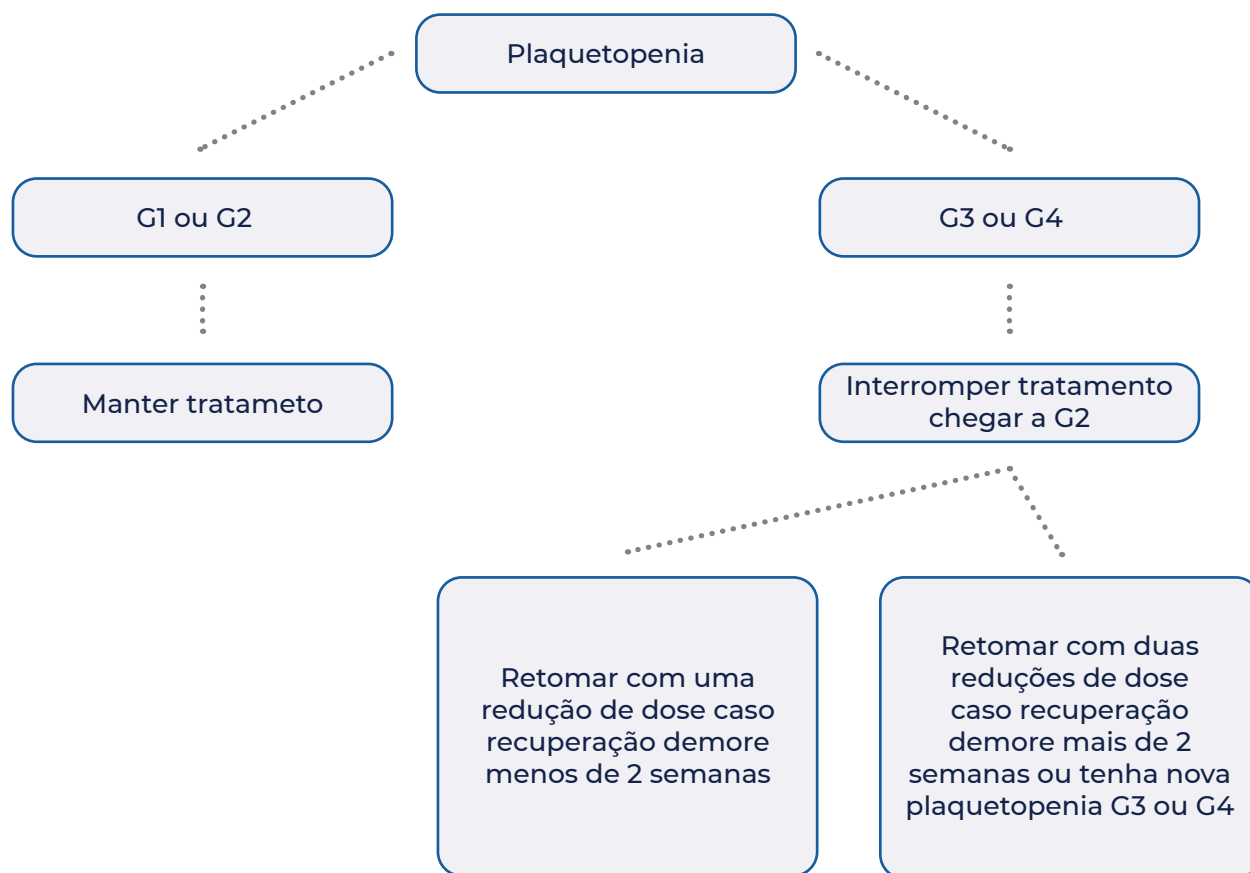 Plaquetopenia
G1 ou G2
G3 ou G4
Manter tratameto
Interromper tratamento
chegar a G2
Retomar com uma
redução de dose caso
recuperação demore
menos de 2 semanas
Retomar com duas
reduções de dose
caso recuperação
demore mais de 2
semanas ou tenha nova
plaquetopenia G3 ou G4